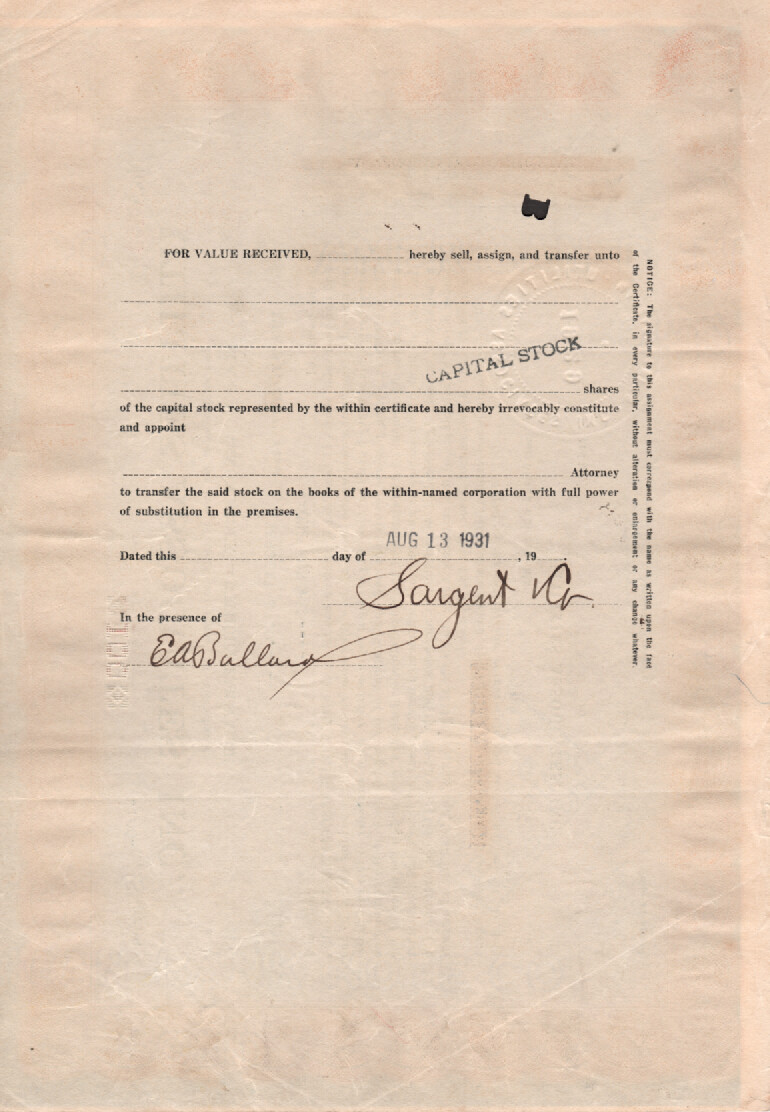 FOR VALUE RECEIVED, hereby sell, assign, and transfer unto
CAPITAL STOCK
shares
of the capital stock represented by the within certificate and hereby irrevocably constitute
and appoint
Attorney
to transfer the said stock on the books of the within-named corporation with full power
of substitution in the premises.
AUG 13 1931
Dated this day of , 19 .
Sargent & Co.
In the presence of
E A Ballard
NOTICE: The signature to this assignment must correspond with the name as written upon the face
of the Certificate, in every particular, without alteration or enlargement or any change whatever.